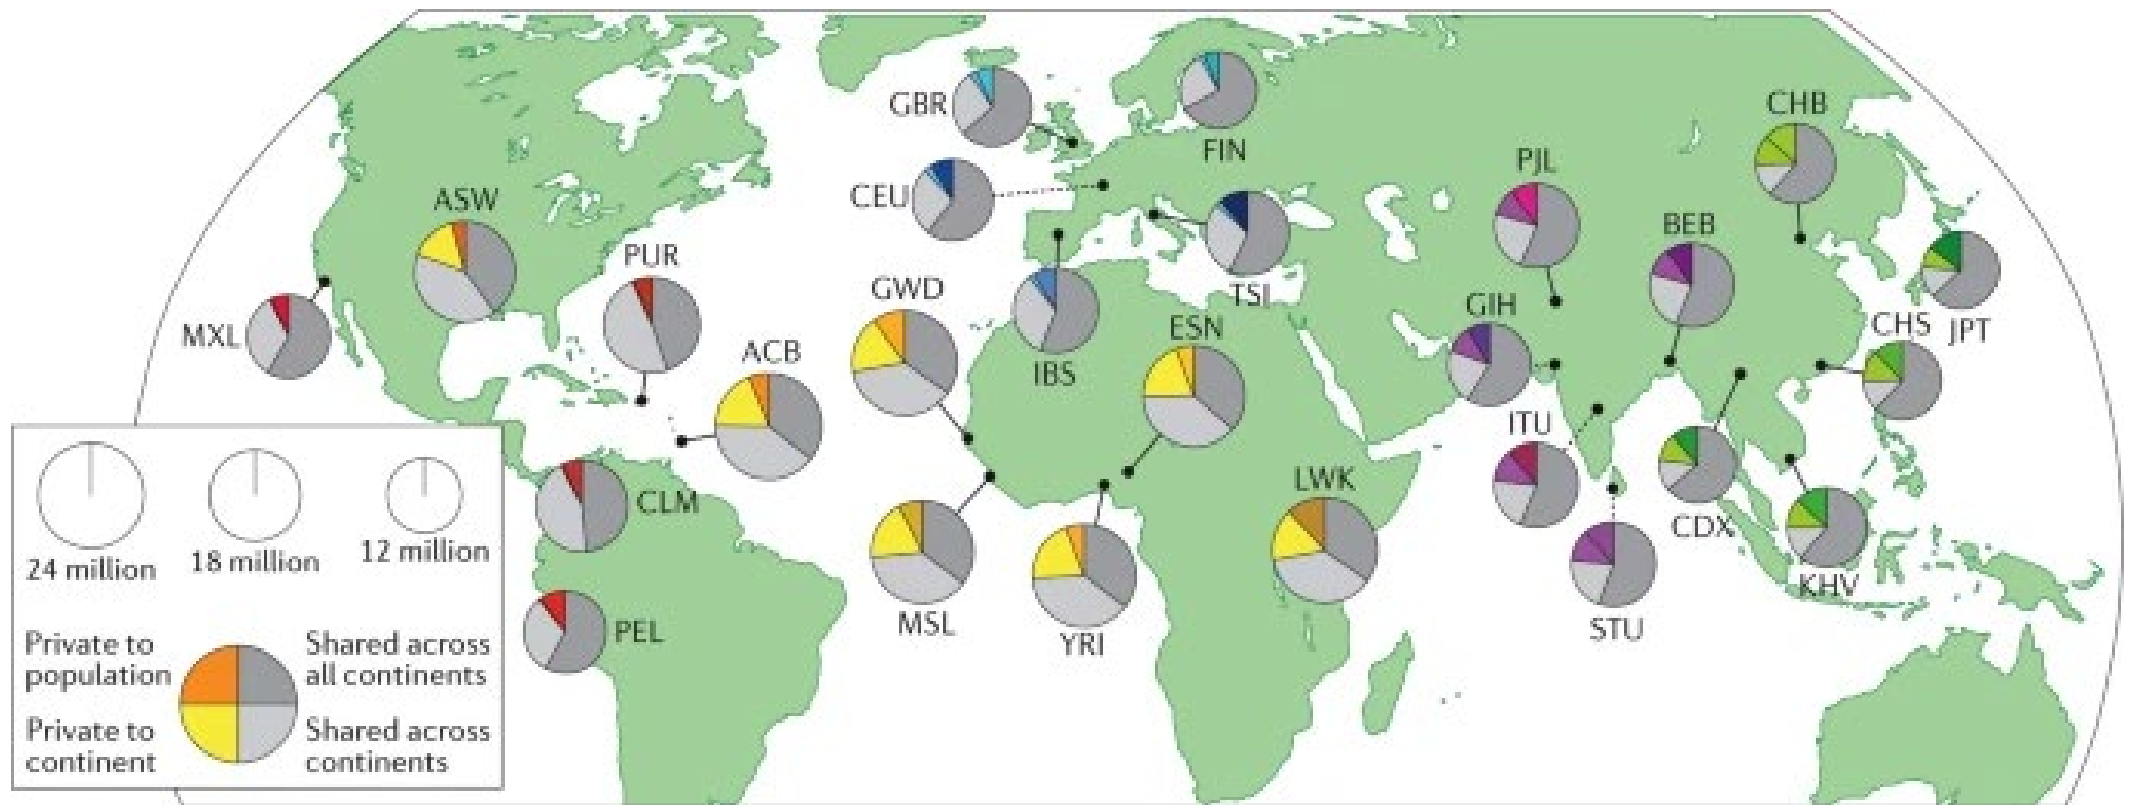 GBR
FIN
CHB
CEU
PJL
ASW
BEB
PUR
GWD
TSI
GIH
ESN
CHS
JPT
MXL
ACB
IBS
ITU
LWK
CLM
CDX
24 million
18 million
12 million
KHV
MSL
YRI
PEL
STU
Private to
population
Shared across
all continents
Private to
continent
Shared across
continents